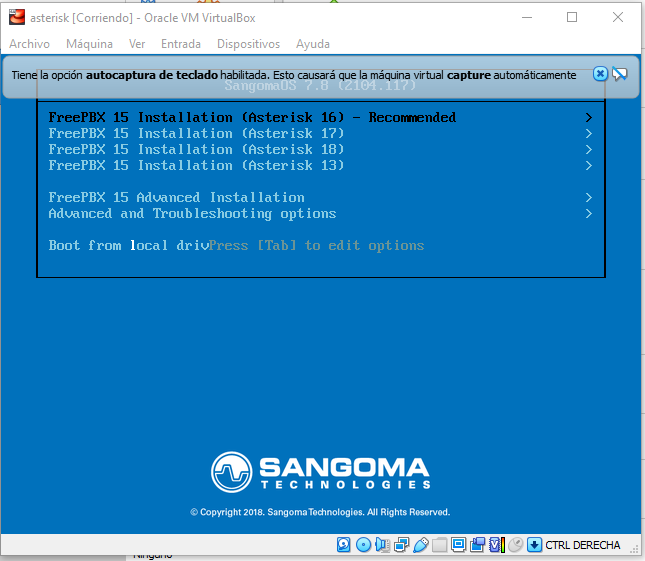 asterisk [Corriendo] - Oracle VM VirtualBox
Archivo Máquina Ver Entrada Dispositivos Ayuda
Tiene la opción autocaptura de teclado habilitada. Esto causará que la máquina virtual capture automáticamente
SangomaOS 7.8 (2104.117)
FreePBX 15 Installation (Asterisk 16) - Recommended >
FreePBX 15 Installation (Asterisk 17) >
FreePBX 15 Installation (Asterisk 18) >
FreePBX 15 Installation (Asterisk 13) >
FreePBX 15 Advanced Installation >
Advanced and Troubleshooting options >
Boot from local drivPress [Tab] to edit options
SANGOMA
TECHNOLOGIES
© Copyright 2018. Sangoma Technologies. All Rights Reserved.
CTRL DERECHA
Ninguno